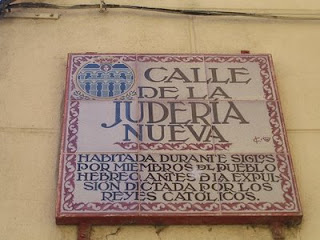 CALLE
DE LA
JUDERÍA
NUEVA
HABITADA DURANTE SIGLOS
POR MIEMBROS DEL PUEBLO
HEBREO, ANTES DE LA EXPUL
SIÓN DICTADA POR LOS
REYES CATÓLICOS.